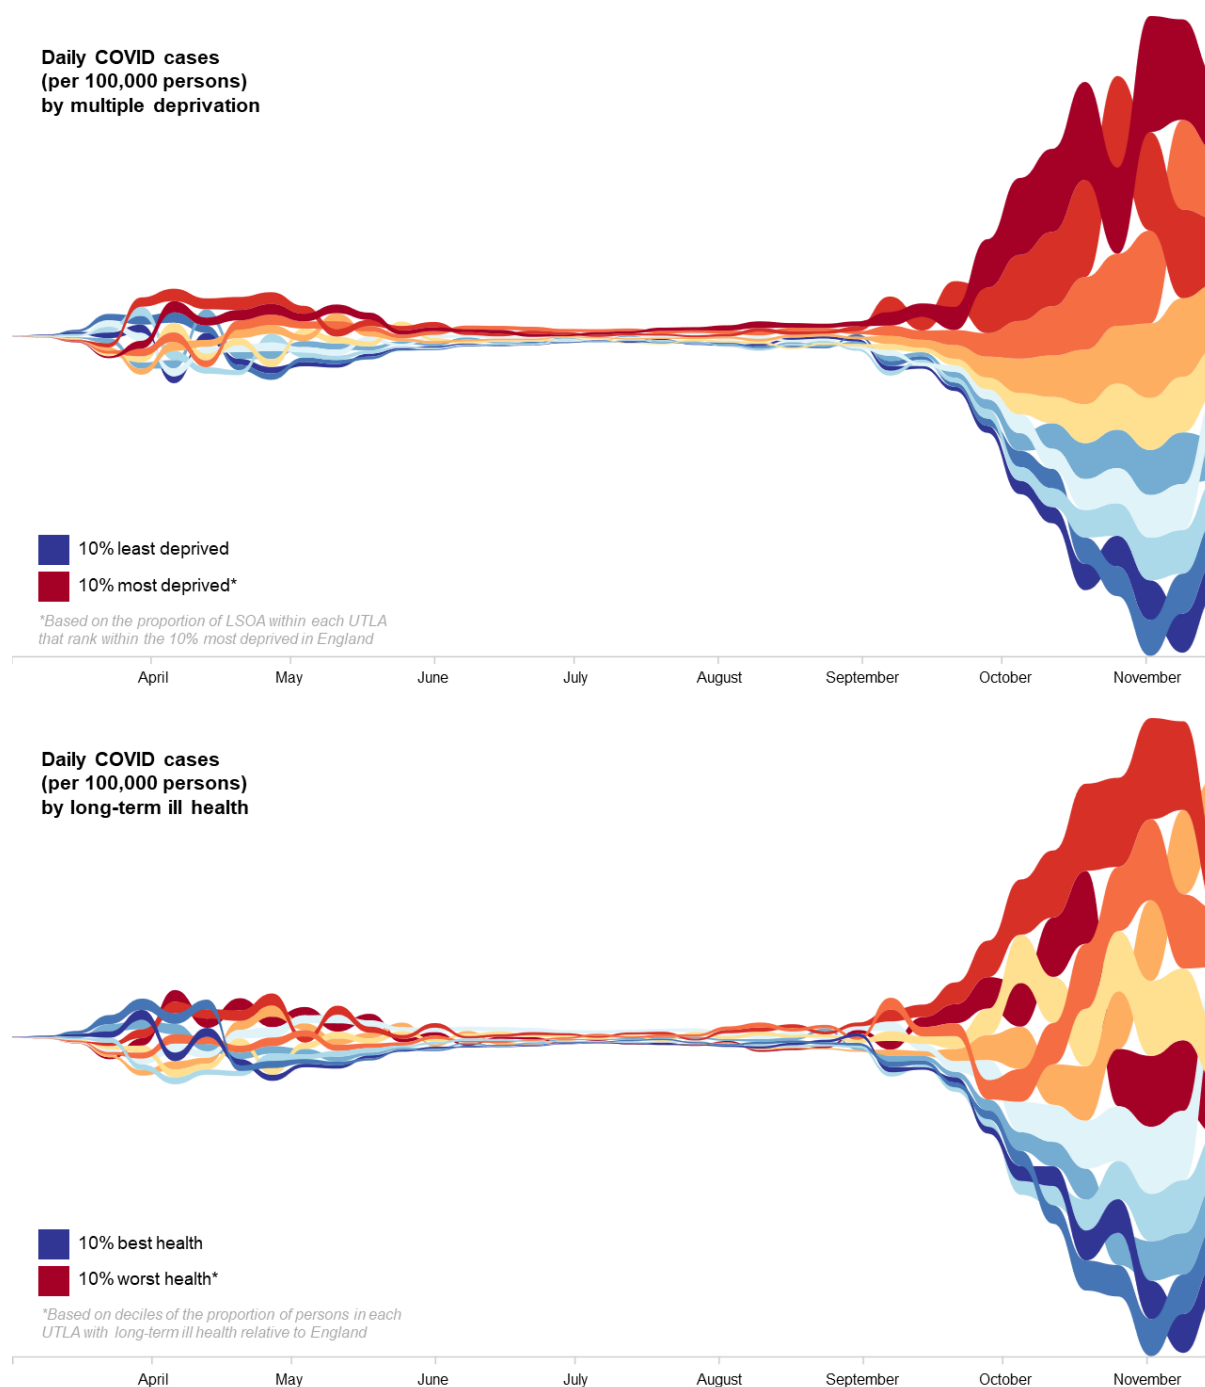 Daily COVID cases
(per 100,000 persons)
by multiple deprivation
10% least deprived
10% most deprived*
*Based on the proportion of LSOA within each UTLA
that rank within the 10% most deprived in England
April May June July August September October November
Daily COVID cases
(per 100,000 persons)
by long-term ill health
10% best health
10% worst health*
*Based on deciles of the proportion of persons in each
UTLA with long-term ill health relative to England
April May June July August September October November